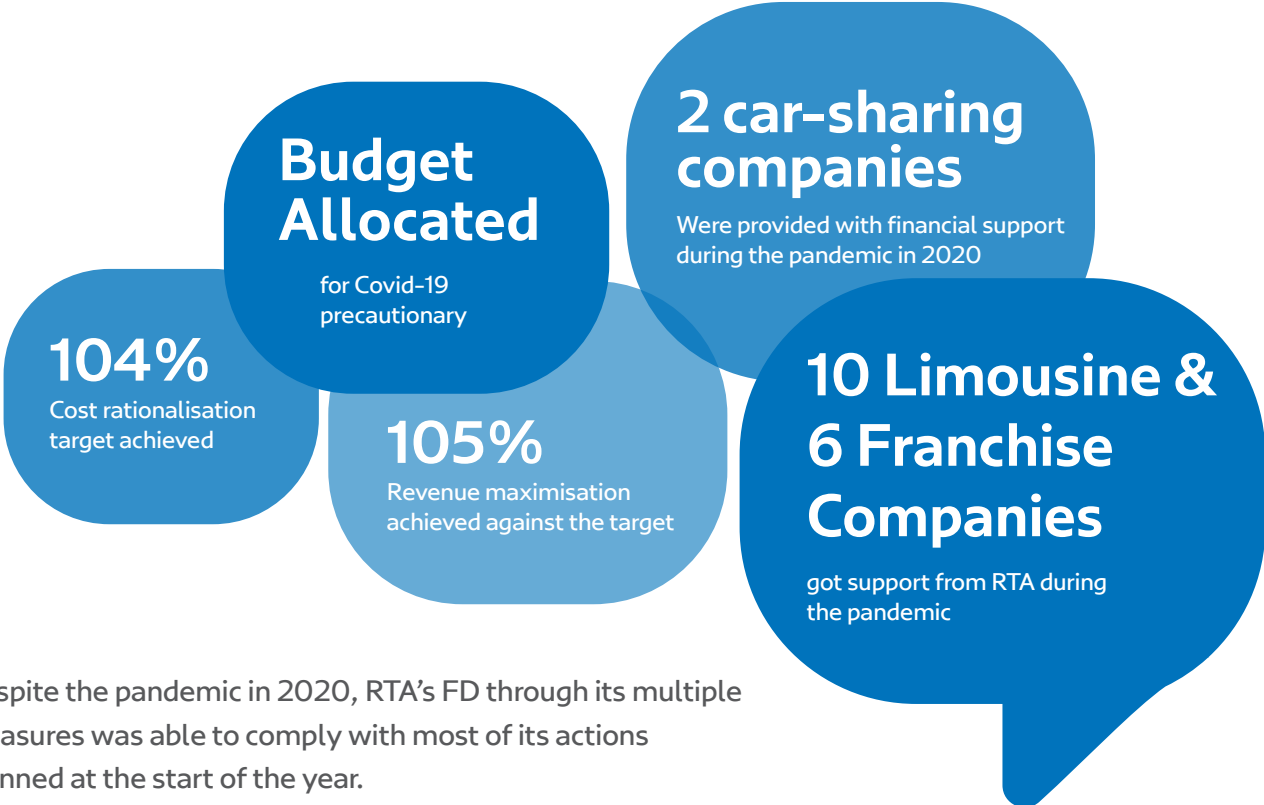 2 car-sharing
companies
Were provided with financial support
during the pandemic in 2020
Budget
Allocated
for Covid-19
precautionary
104%
Cost rationalisation
target achieved
105%
Revenue maximisation
achieved against the target
10 Limousine &
6 Franchise
Companies
got support from RTA during
the pandemic
spite the pandemic in 2020, RTA's FD through its multiple
asures was able to comply with most of its actions
nned at the start of the year.